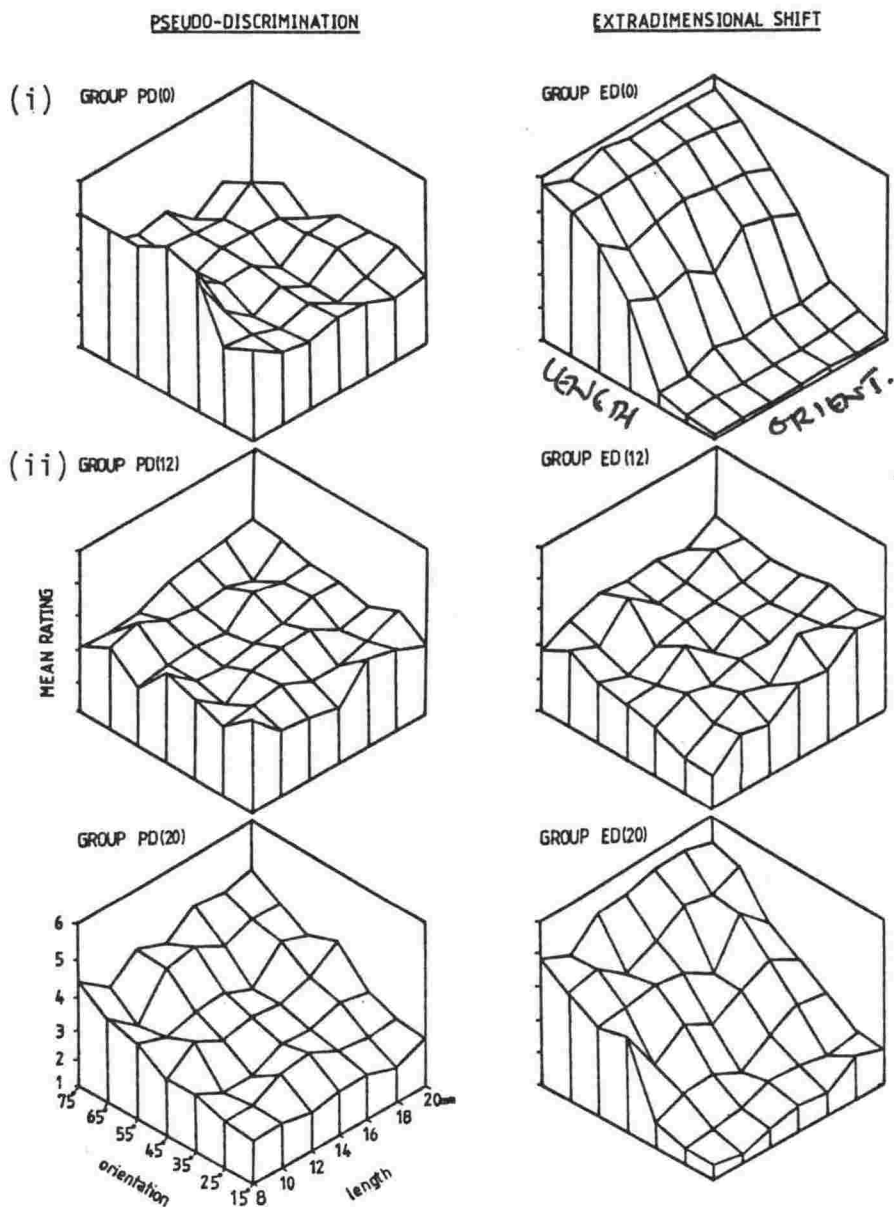 PSEUDO-DISCRIMINATION
EXTRADIMENSIONAL SHIFT
(i) GROUP PD(0)
GROUP ED(0)
LENGTH
ORIENT.
(ii) GROUP PD(12)
GROUP ED(12)
MEAN RATING
GROUP PD(20)
GROUP ED(20)
6
5
4
3
2
1
75°
65°
55°
45°
35°
25°
15°
8
10
12
14
16
18
20mm
orientation
length